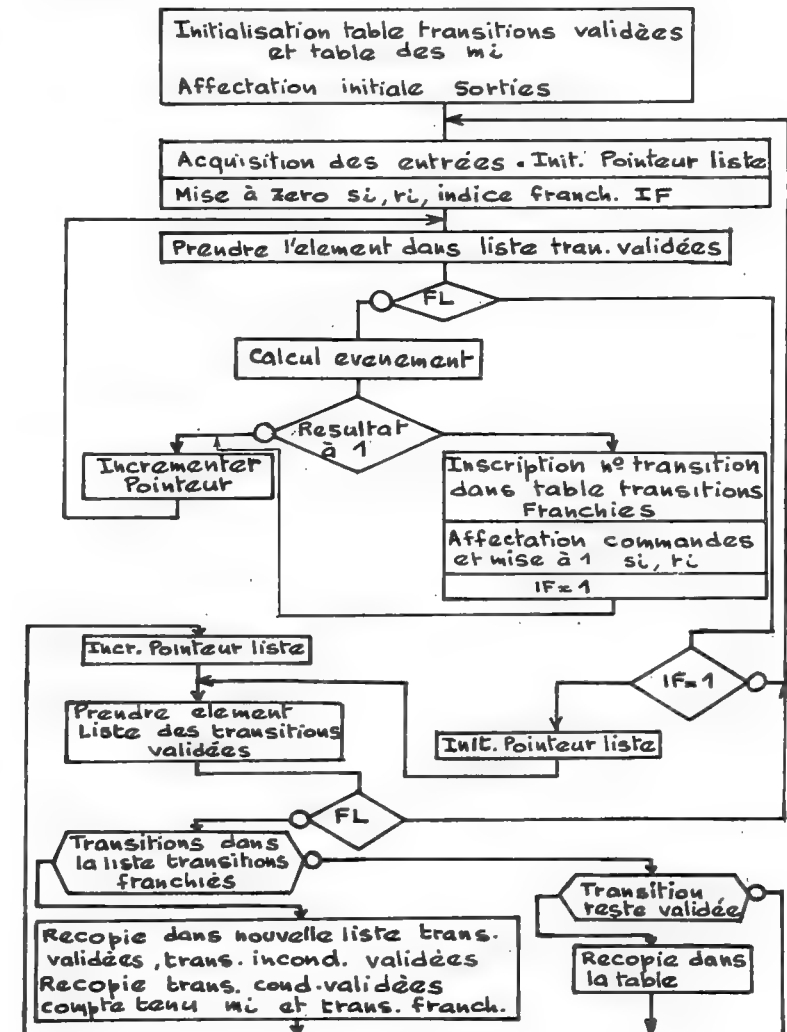 Initialisation table transitions validées
et table des mi
Affectation initiale Sorties
Acquisition des entrées. Init. Pointeur liste
Mise à zero si, ri, indice franch. IF
Prendre l'element dans liste tran. validées
FL
Calcul evenement
Resultat
à 1
Incrementer
Pointeur
Inscription nº transition
dans table transitions
Franchies
Affectation commandes
et mise à 1 si, ri
IF=1
Incr. Pointeur liste
IF=1
Prendre element
Liste des transitions
validées
Init. Pointeur liste
FL
Transitions dans
la liste transitions
franchiés
Transition
reste validée
Recopie dans nouvelle liste trans.
validées, trans. incond. validées
Recopie trans. cond. validées
compte tenu mi et trans. franch.
Recopie dans
la table